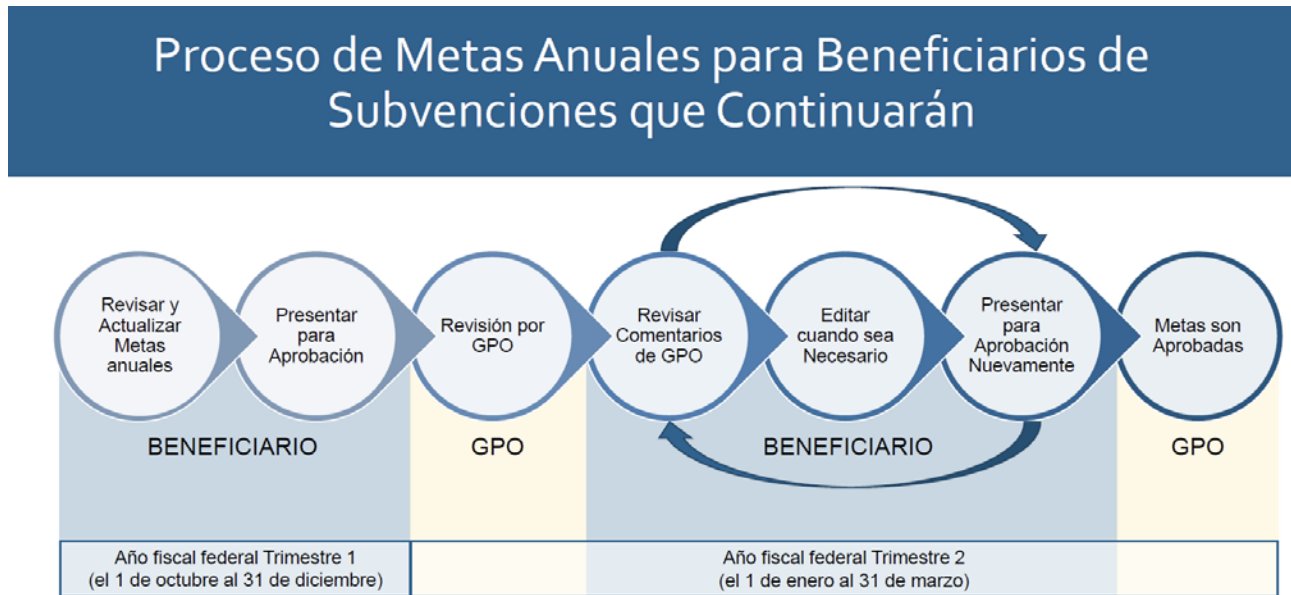 Proceso de Metas Anuales para Beneficiarios de
Subvenciones que Continuarán
Revisar y
Actualizar
Metas
anuales
Presentar
para
Aprobación
Revisión por
GPO
Revisar
Comentarios
de GPO
Editar
cuando sea
Necesario
Presentar
para
Aprobación
Nuevamente
Metas son
Aprobadas
BENEFICIARIO
GPO
BENEFICIARIO
GPO
Año fiscal federal Trimestre 1
(el 1 de octubre al 31 de diciembre)
Año fiscal federal Trimestre 2
(el 1 de enero al 31 de marzo)